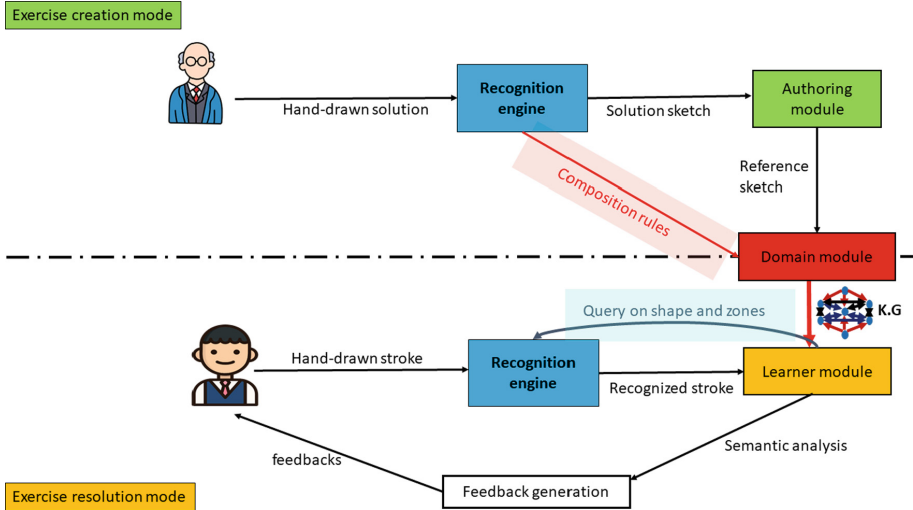 Exercise creation mode
Hand-drawn solution
Recognition
engine
Solution sketch
Authoring
module
Reference
sketch
Composition rules
Domain module
K.G
Query on shape and zones
Hand-drawn stroke
Recognition
engine
Recognized stroke
Learner module
Semantic analysis
feedbacks
Feedback generation
Exercise resolution mode